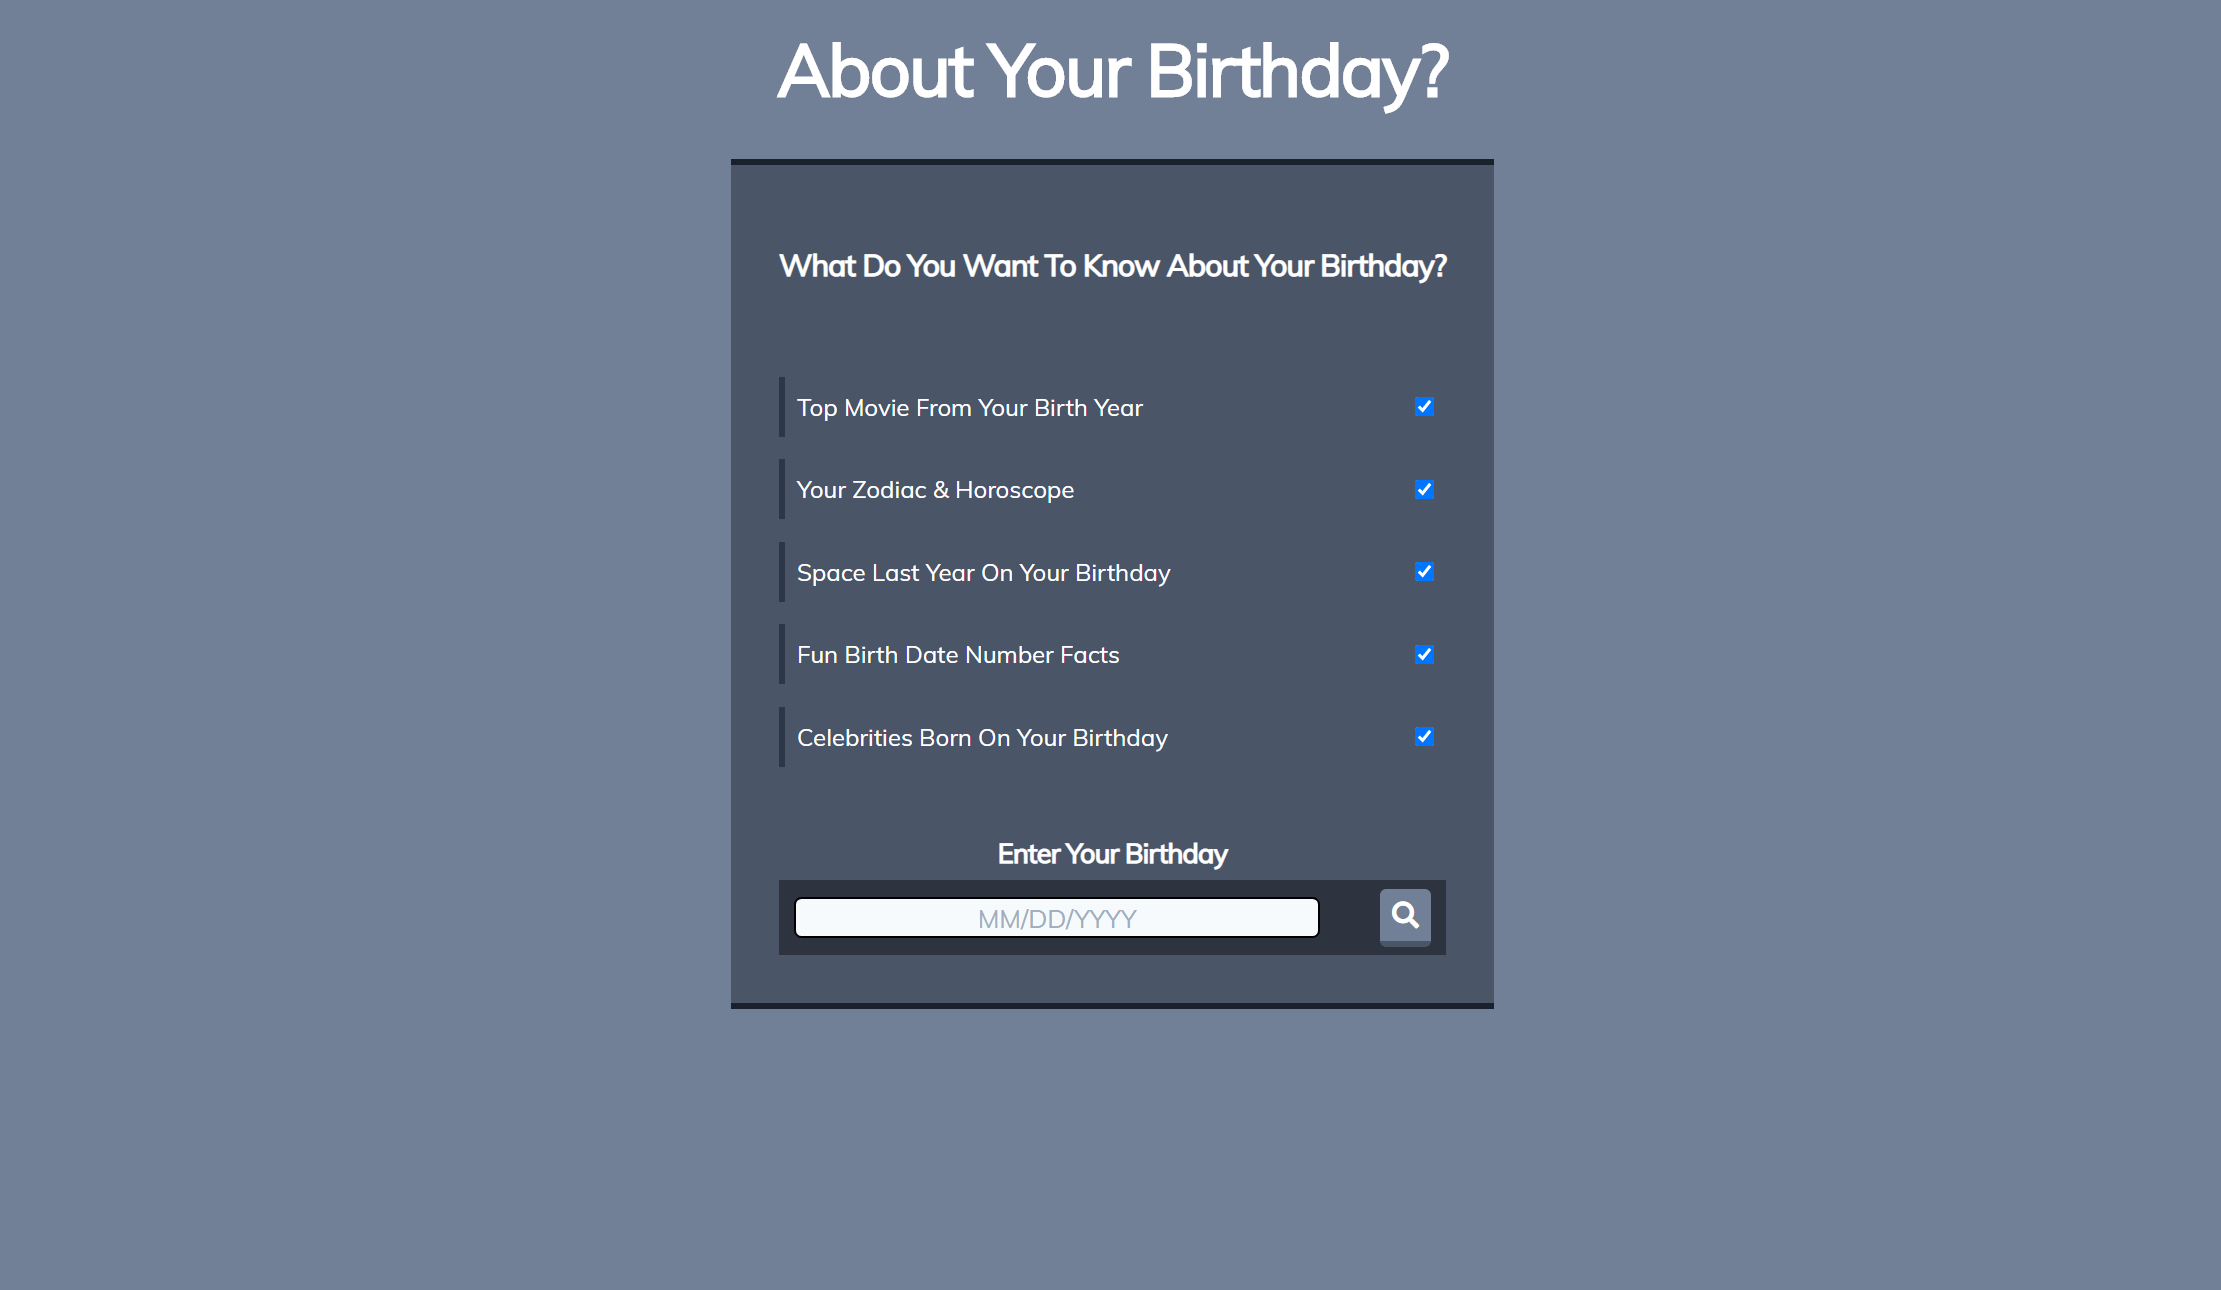 About Your Birthday?
What Do You Want To Know About Your Birthday?
Top Movie From Your Birth Year
Your Zodiac & Horoscope
Space Last Year On Your Birthday
Fun Birth Date Number Facts
Celebrities Born On Your Birthday
Enter Your Birthday
MM/DD/YYYY